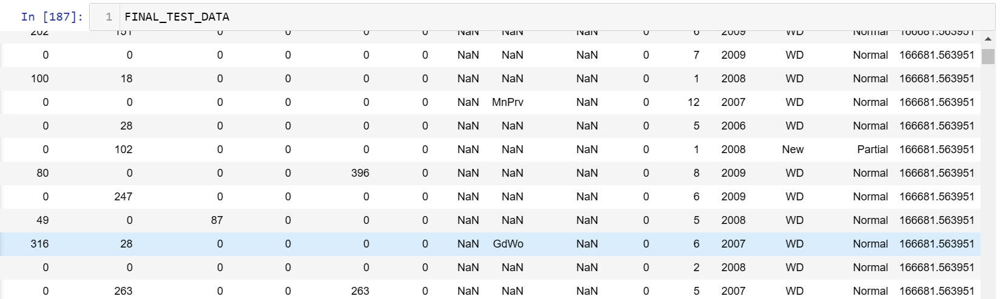 In [187]: 1 FINAL_TEST_DATA
202 151 0 0 0 0 NaN NaN NaN 0 6 2009 WD Normal 166681.563951
0 0 0 0 0 0 NaN NaN NaN 0 7 2009 WD Normal 166681.563951
100 18 0 0 0 0 NaN NaN NaN 0 1 2008 WD Normal 166681.563951
0 0 0 0 0 0 NaN MnPrv NaN 0 12 2007 WD Normal 166681.563951
0 28 0 0 0 0 NaN NaN NaN 0 5 2006 WD Normal 166681.563951
0 102 0 0 0 0 NaN NaN NaN 0 1 2008 New Partial 166681.563951
80 0 0 0 396 0 NaN NaN NaN 0 8 2009 WD Normal 166681.563951
0 247 0 0 0 0 NaN NaN NaN 0 6 2009 WD Normal 166681.563951
49 0 87 0 0 0 NaN NaN NaN 0 5 2008 WD Normal 166681.563951
316 28 0 0 0 0 NaN GdWo NaN 0 6 2007 WD Normal 166681.563951
0 0 0 0 0 0 NaN NaN NaN 0 2 2008 WD Normal 166681.563951
0 263 0 0 263 0 NaN NaN NaN 0 5 2007 WD Normal 166681.563951